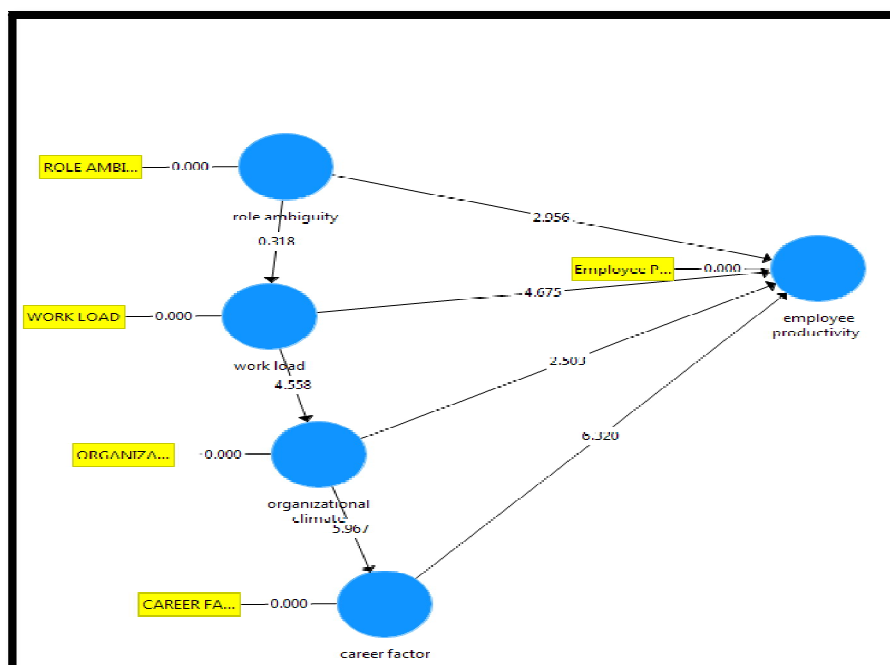 ROLE AMBI...
0.000
role ambiguity
2.956
0.318
Employee P...
0.000
WORK LOAD
0.000
4.675
employee
productivity
work load
4.558
2.503
ORGANIZA...
0.000
6.320
organizational
climate
5.967
CAREER FA...
0.000
career factor